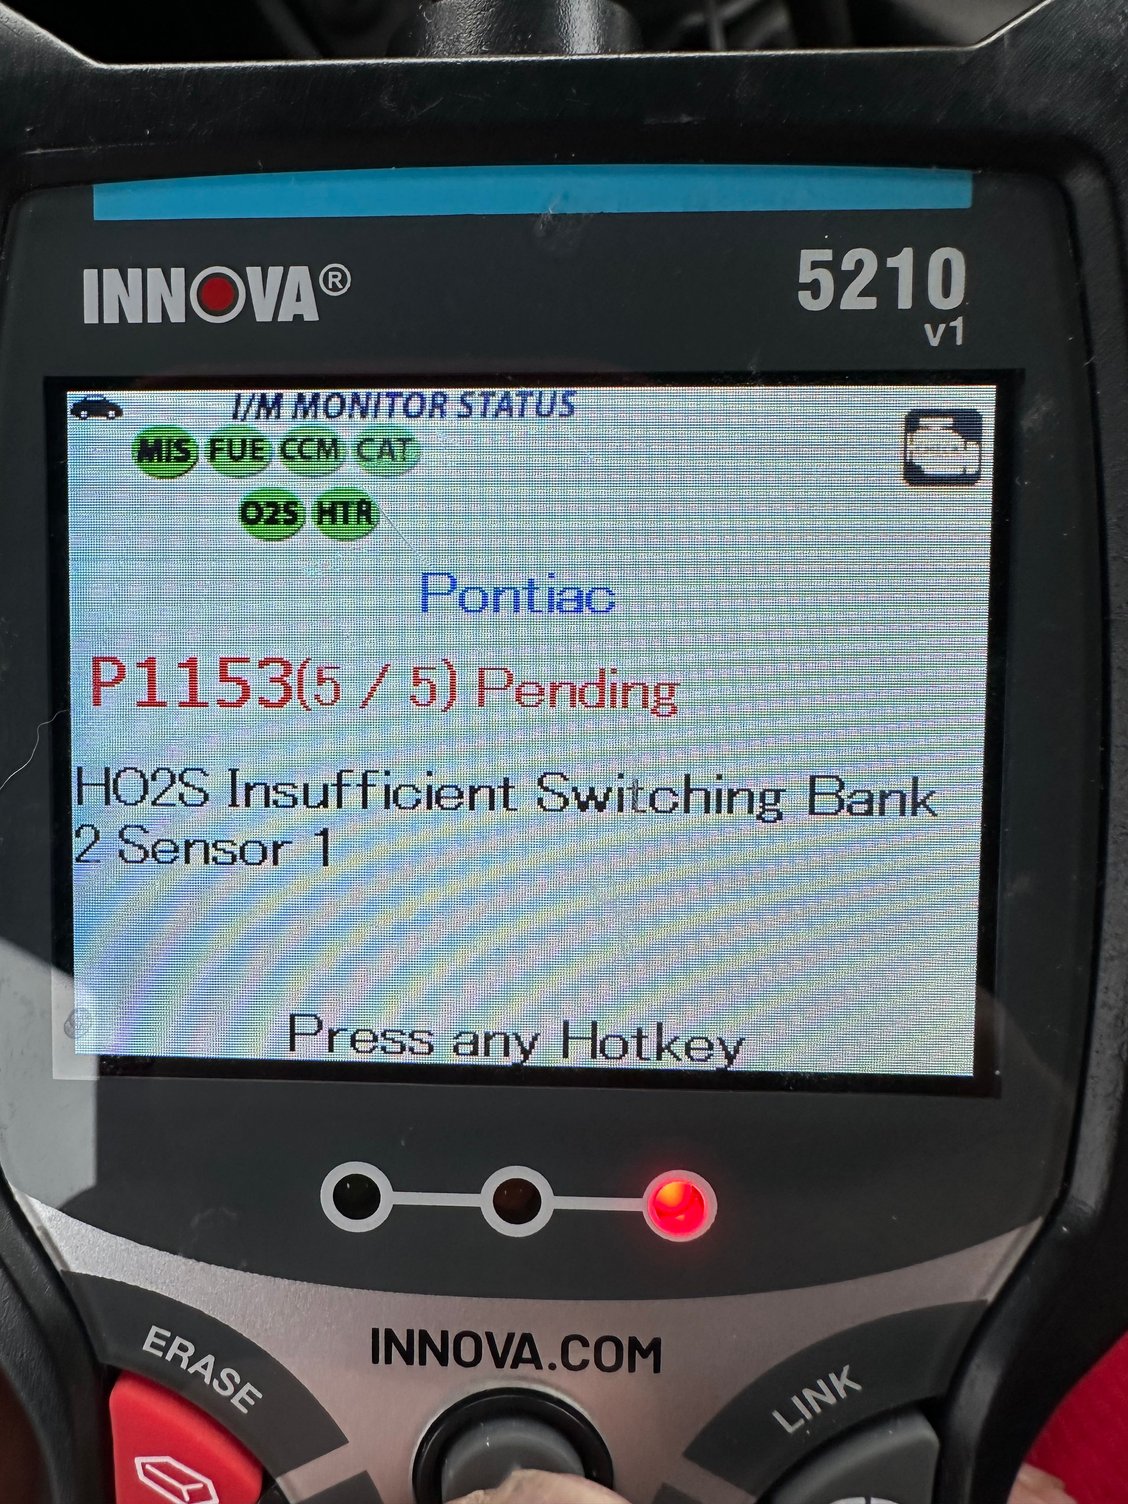 INNOVA®
5210
v1
I/M MONITOR STATUS
MIS FUE CCM CAT
O2S HTR
Pontiac
P1153(5 / 5) Pending
HO2S Insufficient Switching Bank
2 Sensor 1
Press any Hotkey
INNOVA.COM
ERASE
LINK